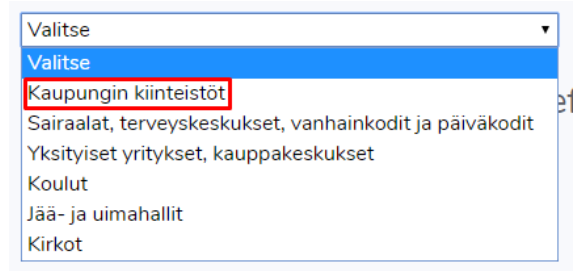 Valitse
Valitse
Kaupungin kiinteistöt
Sairaalat, terveyskeskukset, vanhainkodit ja päiväkodit
Yksityiset yritykset, kauppakeskukset
Koulut
Jää- ja uimahallit
Kirkot